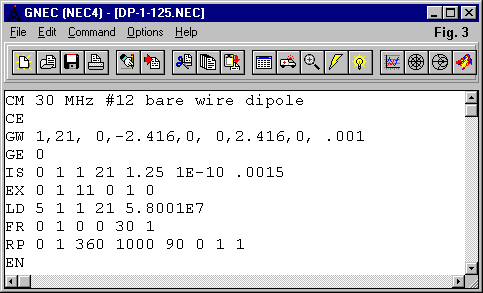 GNEC (NEC4) - [DP-1-125.NEC]
File Edit Command Options Help Fig. 3
CM 30 MHz #12 bare wire dipole
CE
GW 1,21, 0,-2.416,0, 0,2.416,0, .001
GE 0
IS 0 1 1 21 1.25 1E-10 .0015
EX 0 1 11 0 1 0
LD 5 1 1 21 5.8001E7
FR 0 1 0 0 30 1
RP 0 1 360 1000 90 0 1 1
EN